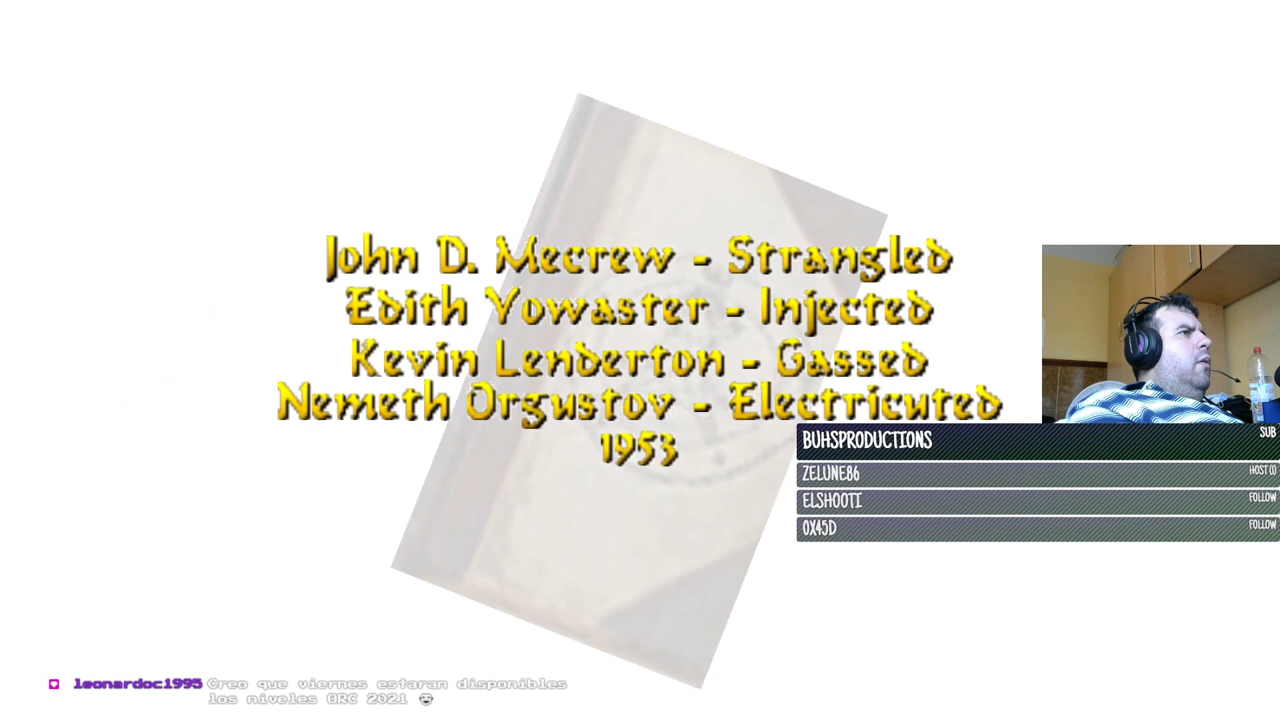 John D. Mecrew - Strangled
Edith Yowaster - Injected
Kevin Lenderton - Gassed
Nemeth Orgustov - Electricuted
1953
BUHSPRODUCTIONS SUB
ZELUNE86 HOST (1)
ELSHOOTI FOLLOW
0X45D FOLLOW
leonardoc1995 Creo que viernes estaran disponibles
los niveles ORC 2021